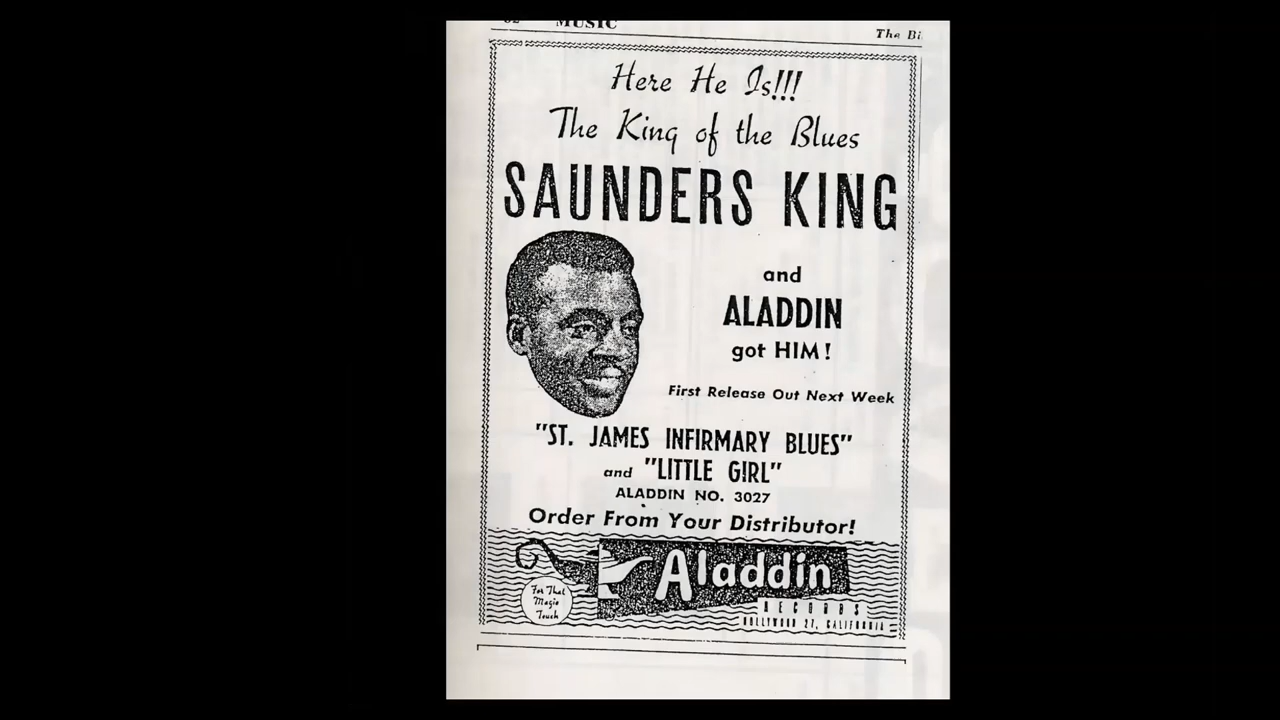 MUSIC
The Bi
Here He Is!!!
The King of the Blues
SAUNDERS KING
and
ALADDIN
got HIM!
First Release Out Next Week
"ST. JAMES INFIRMARY BLUES"
and "LITTLE GIRL"
ALADDIN NO. 3027
Order From Your Distributor!
Aladdin
For That
Magic
Touch
RECORDS
HOLLYWOOD 27, CALIFORNIA